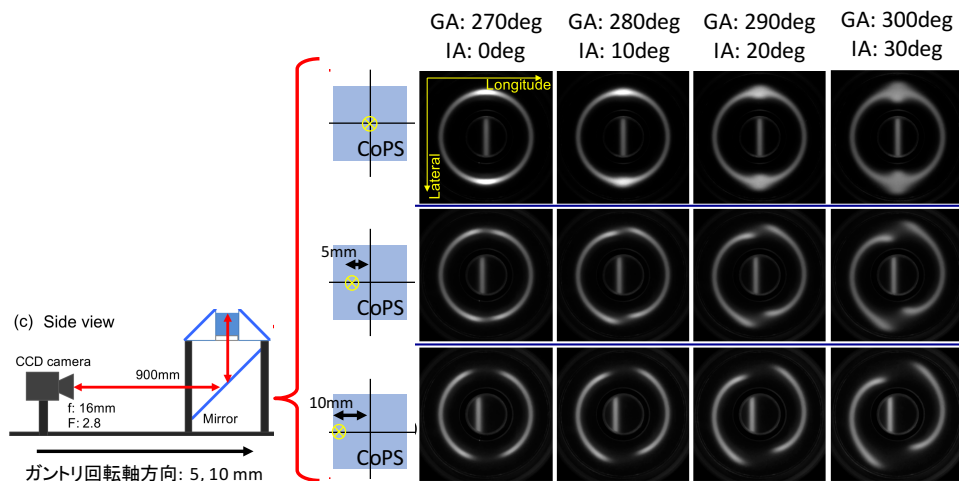 GA: 270deg
IA: 0deg
GA: 280deg
IA: 10deg
GA: 290deg
IA: 20deg
GA: 300deg
IA: 30deg
Longitude
Lateral
CoPS
5mm
CoPS
10mm
CoPS
(c) Side view
CCD camera
900mm
f: 16mm
F: 2.8
Mirror
ガントリ回転軸方向: 5, 10 mm